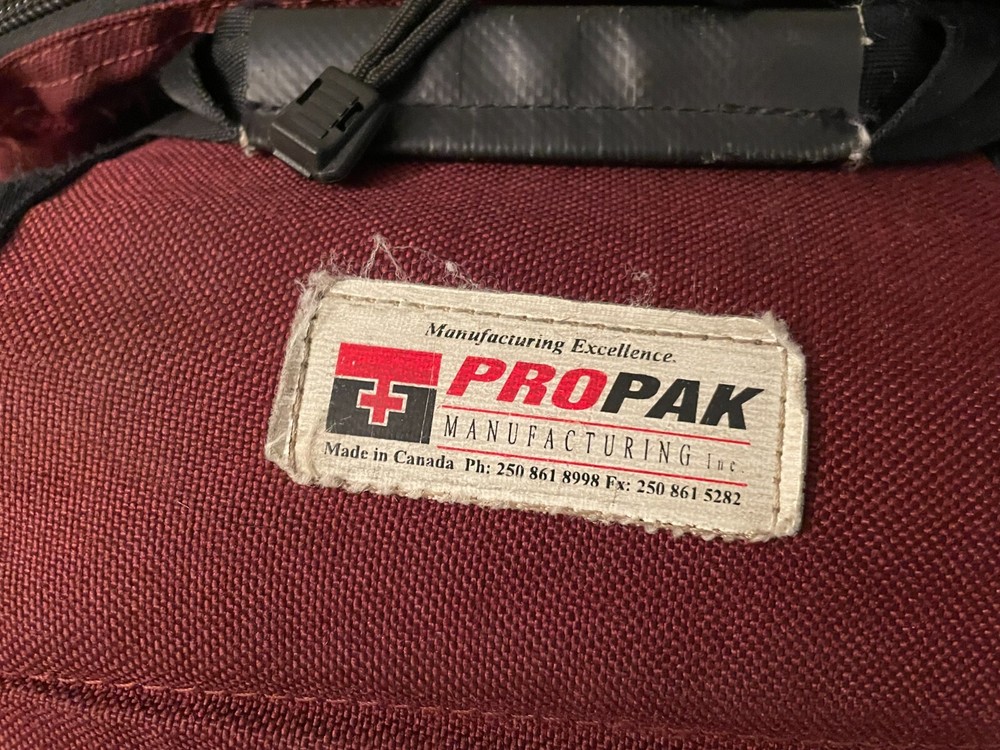 Manufacturing Excellence.
PROPAK
MANUFACTURING Inc.
Made in Canada Ph: 250 861 8998 Fx: 250 861 5282